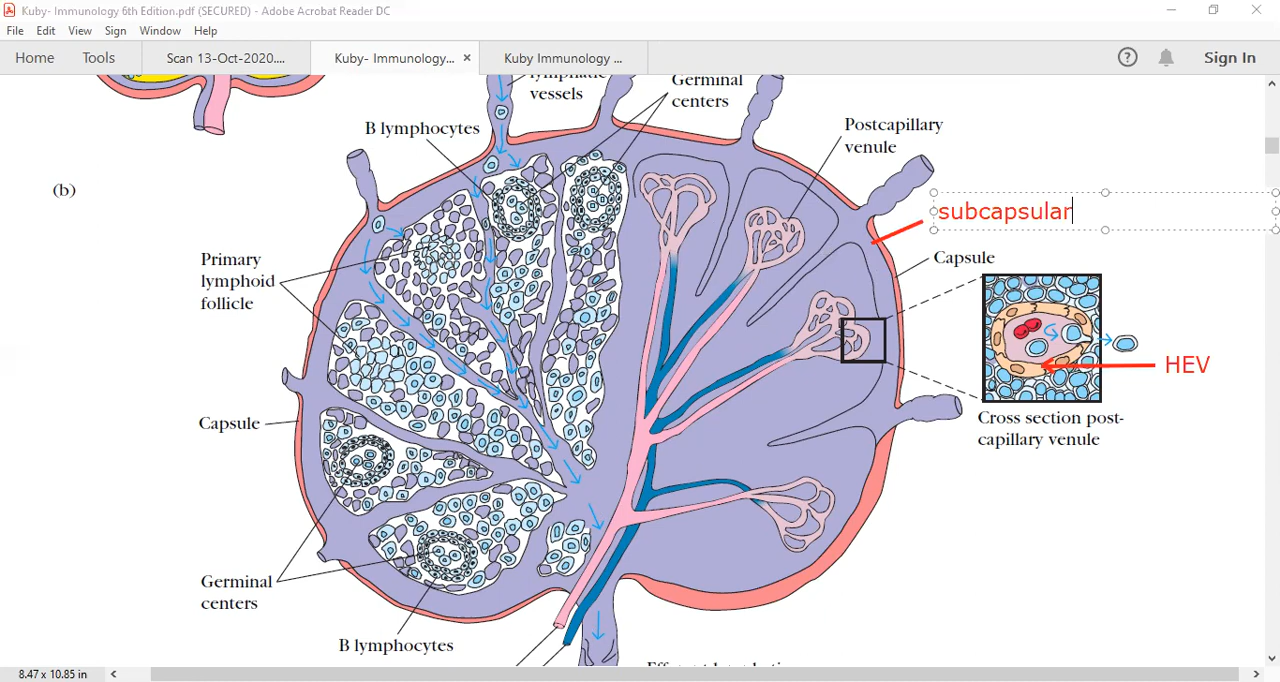 Kuby- Immunology 6th Edition.pdf (SECURED) - Adobe Acrobat Reader DC
File Edit View Sign Window Help
Home Tools Scan 13-Oct-2020.... Kuby- Immunology... × Kuby Immunology ... Sign In
lymphatic
vessels
Germinal
centers
B lymphocytes
Postcapillary
venule
(b)
subcapsular
Primary
lymphoid
follicle
Capsule
HEV
Capsule
Cross section post-
capillary venule
Germinal
centers
B lymphocytes
8.47 x 10.85 in